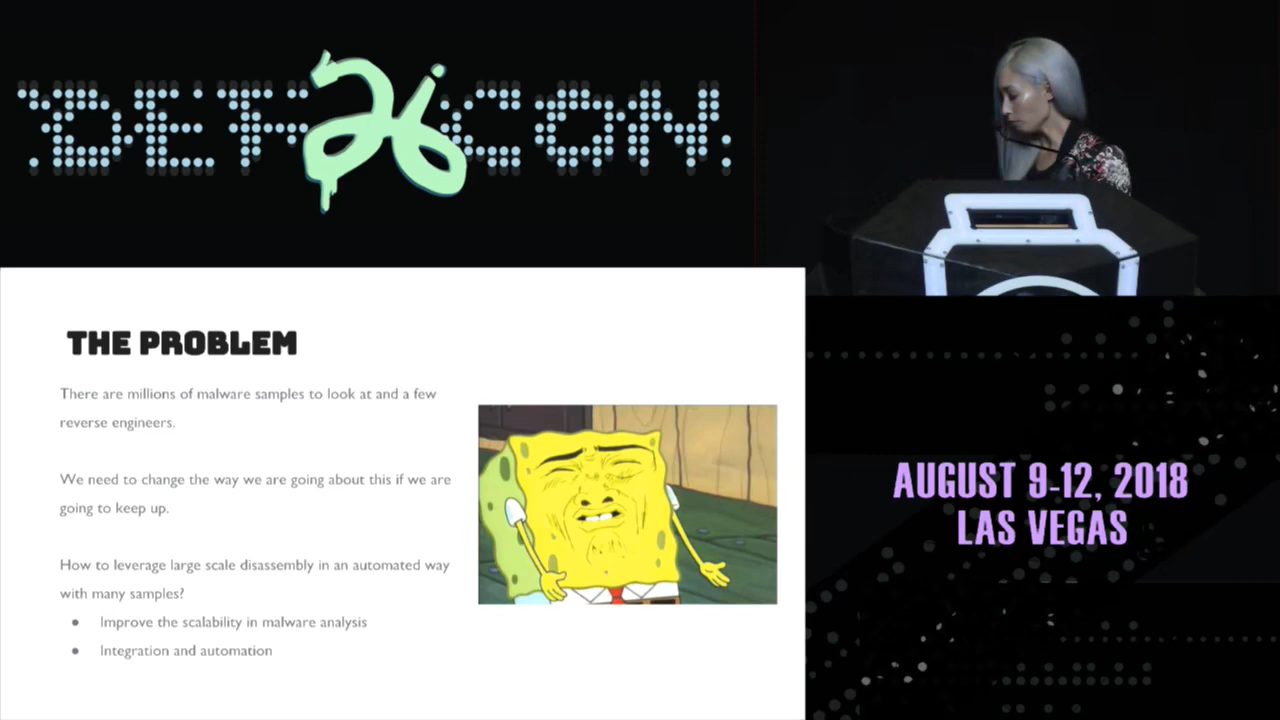 DEF 26 CON
THE PROBLEM
There are millions of malware samples to look at and a few
reverse engineers.
We need to change the way we are going about this if we are
going to keep up.
How to leverage large scale disassembly in an automated way
with many samples?
• Improve the scalability in malware analysis
• Integration and automation
AUGUST 9-12, 2018
LAS VEGAS